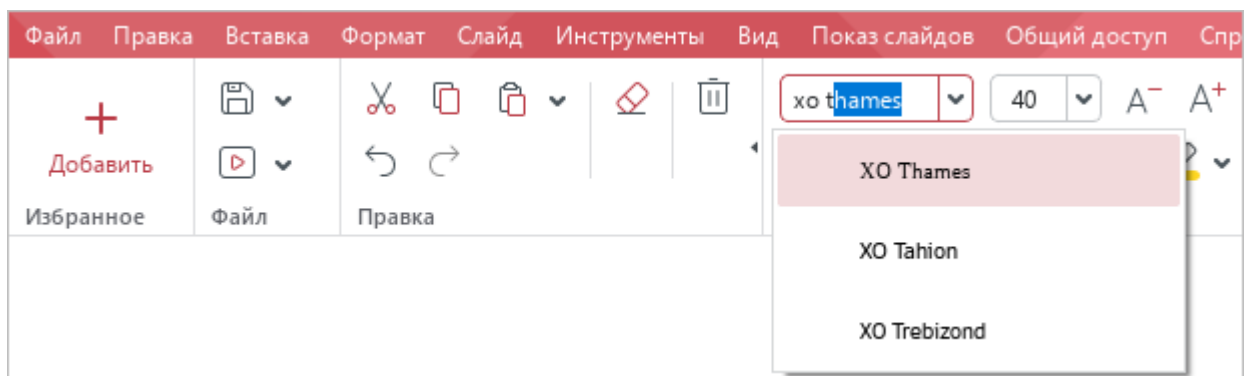 Файл Правка Вставка Формат Слайд Инструменты Вид Показ слайдов Общий доступ Спр
xo thames 40 A− A+
Добавить
Избранное Файл Правка
XO Thames
XO Tahion
XO Trebizond